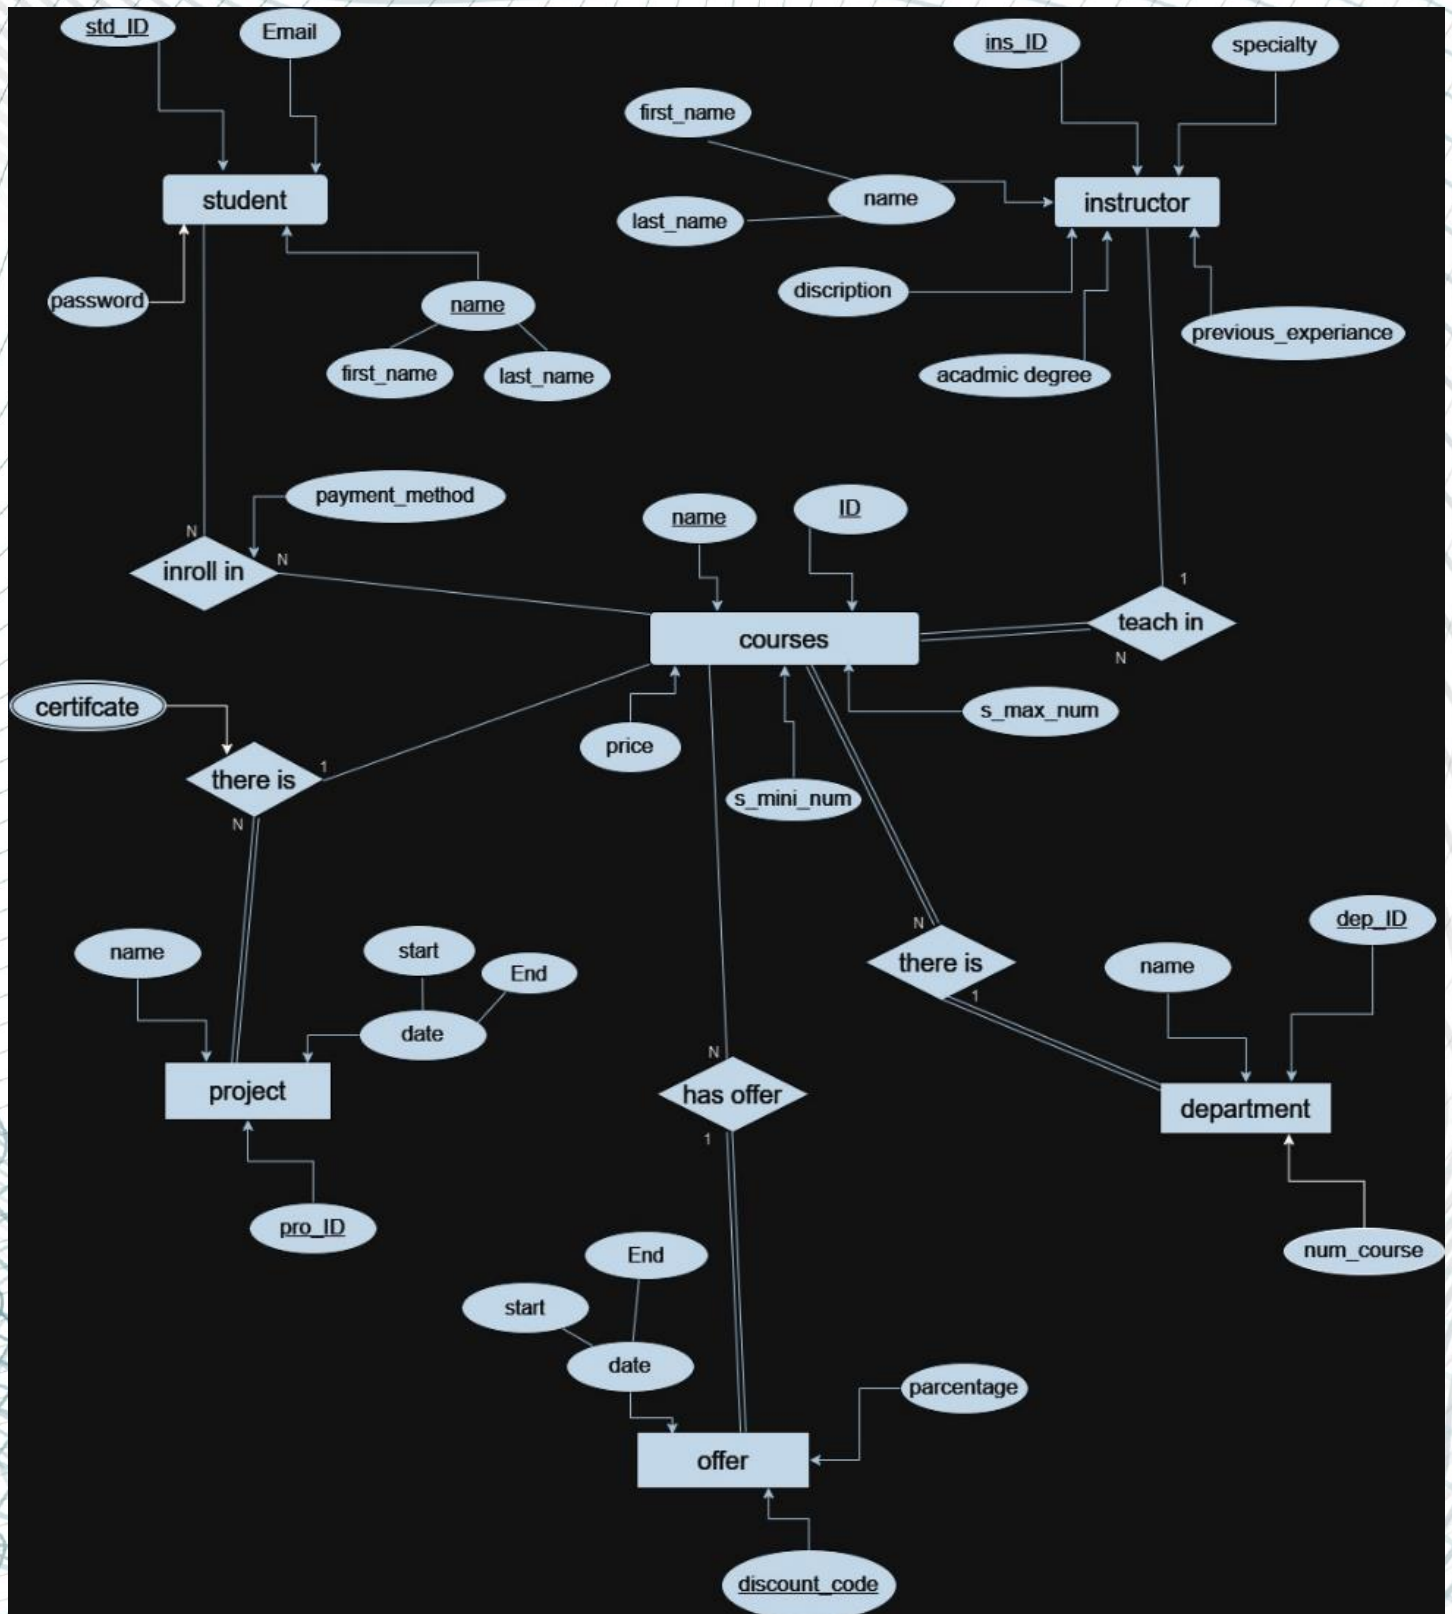 std_ID
Email
ins_ID
specialty
first_name
student
name
instructor
last_name
password
name
discription
previous_experiance
first_name
last_name
acadmic degree
payment_method
name
ID
N
inroll in
N
courses
1
teach in
N
certifcate
there is
1
N
price
s_mini_num
s_max_num
name
start
End
date
project
pro_ID
N
there is
1
name
dep_ID
department
num_course
N
has offer
1
End
start
date
parcentage
offer
discount_code